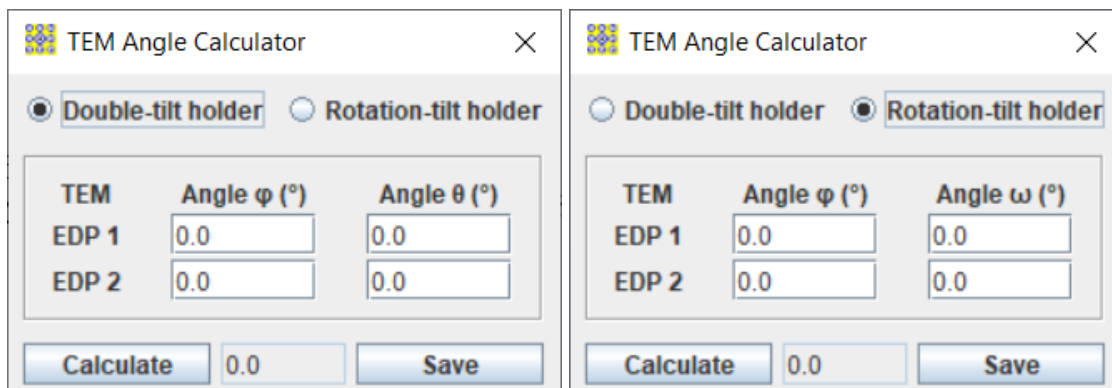 TEM Angle Calculator
Double-tilt holder Rotation-tilt holder
TEM Angle φ (°) Angle θ (°)
EDP 1 0.0 0.0
EDP 2 0.0 0.0
Calculate 0.0 Save
TEM Angle Calculator
Double-tilt holder Rotation-tilt holder
TEM Angle φ (°) Angle ω (°)
EDP 1 0.0 0.0
EDP 2 0.0 0.0
Calculate 0.0 Save